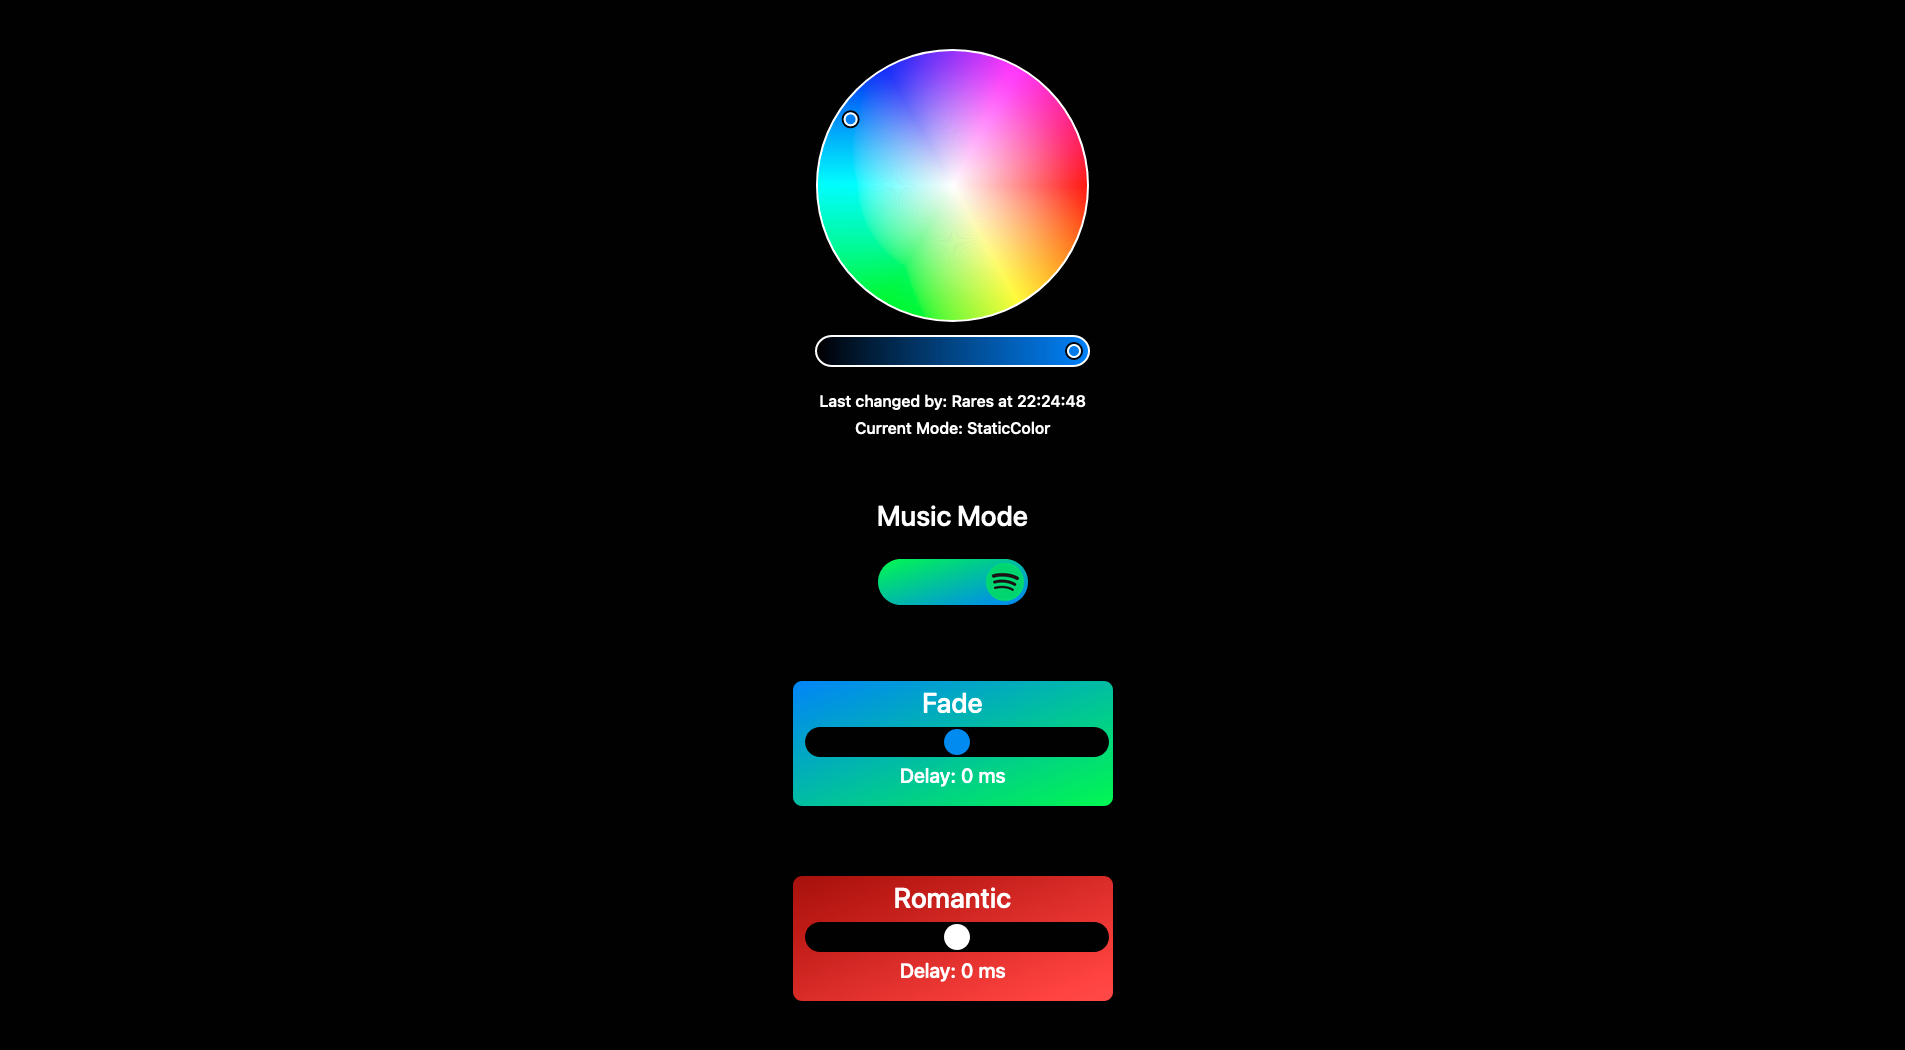 Last changed by: Rares at 22:24:48
Current Mode: StaticColor
Music Mode
Fade
Delay: 0 ms
Romantic
Delay: 0 ms